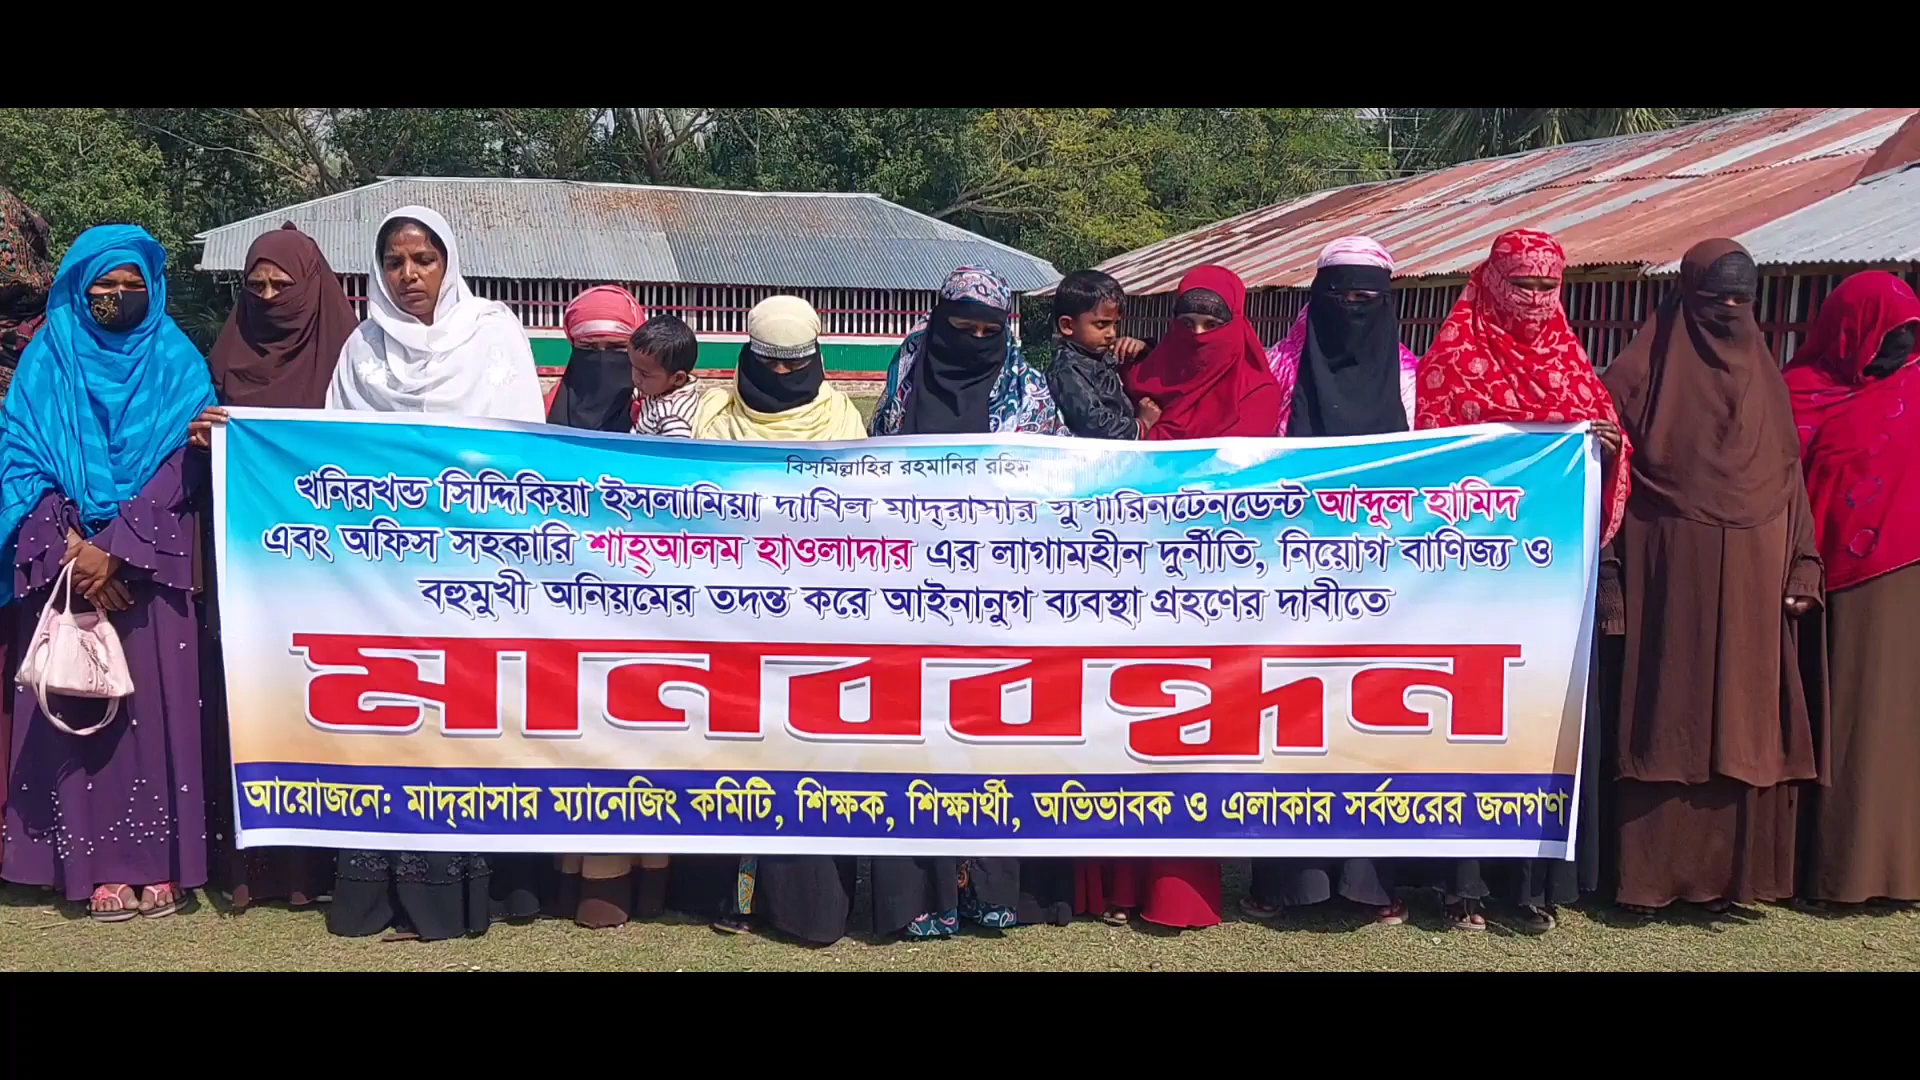 বিস্‌মিল্লাহির রহমানির রহিম
খনিরখন্ড সিদ্দিকিয়া ইসলামিয়া দাখিল মাদ্‌রাসার সুপারিনটেনডেন্ট আব্দুল হামিদ
এবং অফিস সহকারি শাহ্‌আলম হাওলাদার এর লাগামহীন দুর্নীতি, নিয়োগ বাণিজ্য ও
বহুমুখী অনিয়মের তদন্ত করে আইনানুগ ব্যবস্থা গ্রহণের দাবীতে
মানববন্ধন
আয়োজনে: মাদ্‌রাসার ম্যানেজিং কমিটি, শিক্ষক, শিক্ষার্থী, অভিভাবক ও এলাকার সর্বস্তরের জনগণ